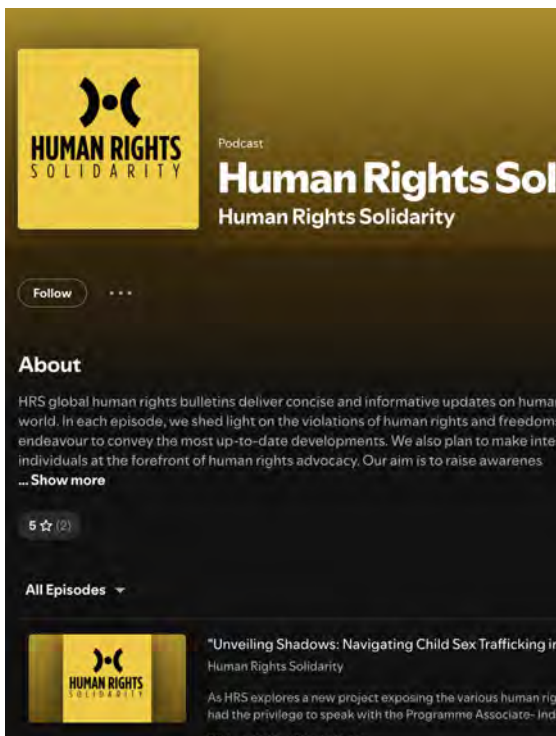 HUMAN RIGHTS
SOLIDARITY
Podcast
Human Rights Sol
Human Rights Solidarity
Follow
About
HRS global human rights bulletins deliver concise and informative updates on human
world. In each episode, we shed light on the violations of human rights and freedoms
endeavour to convey the most up-to-date developments. We also plan to make inte
individuals at the forefront of human rights advocacy. Our aim is to raise awarenes
... Show more
5 ☆ (2)
All Episodes
HUMAN RIGHTS
SOLIDARITY
"Unveiling Shadows: Navigating Child Sex Trafficking in
Human Rights Solidarity
As HRS explores a new project exposing the various human rig
had the privilege to speak with the Programme Associate- Ind